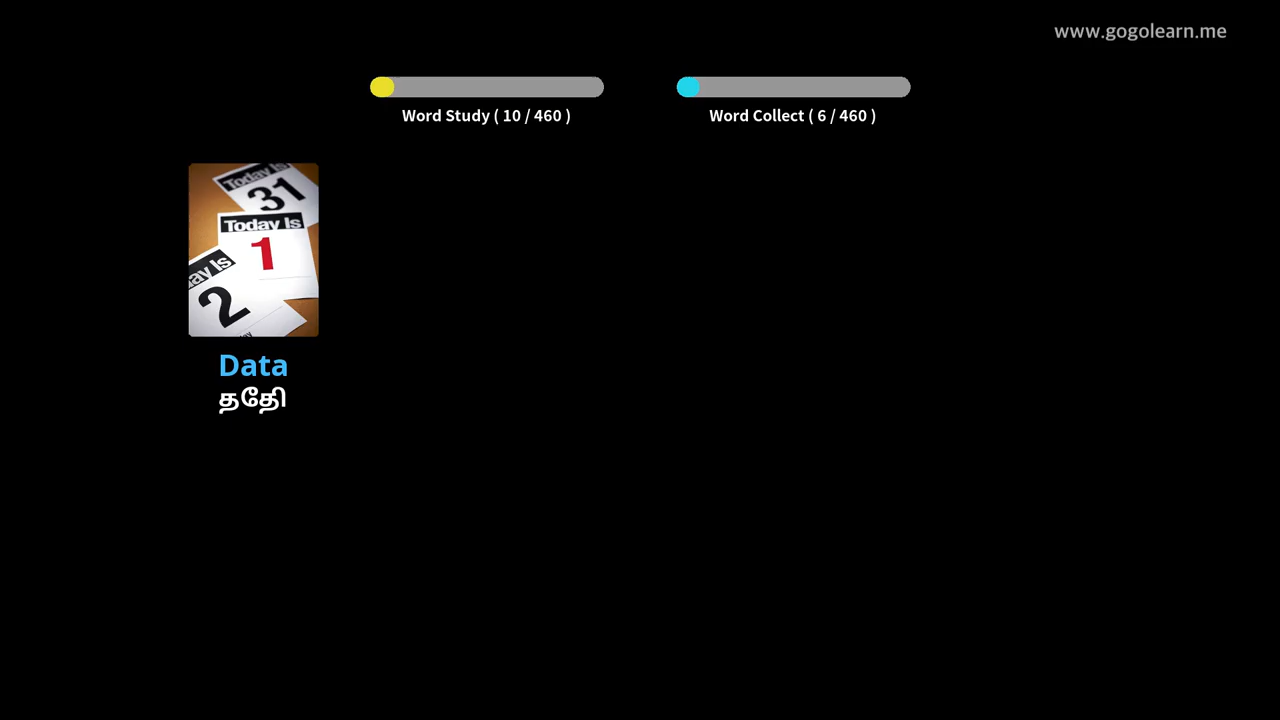 www.gogolearn.me
Word Study ( 10 / 460 )
Word Collect ( 6 / 460 )
Today Is
31
Today Is
1
ay Is
2
Data
ததேி